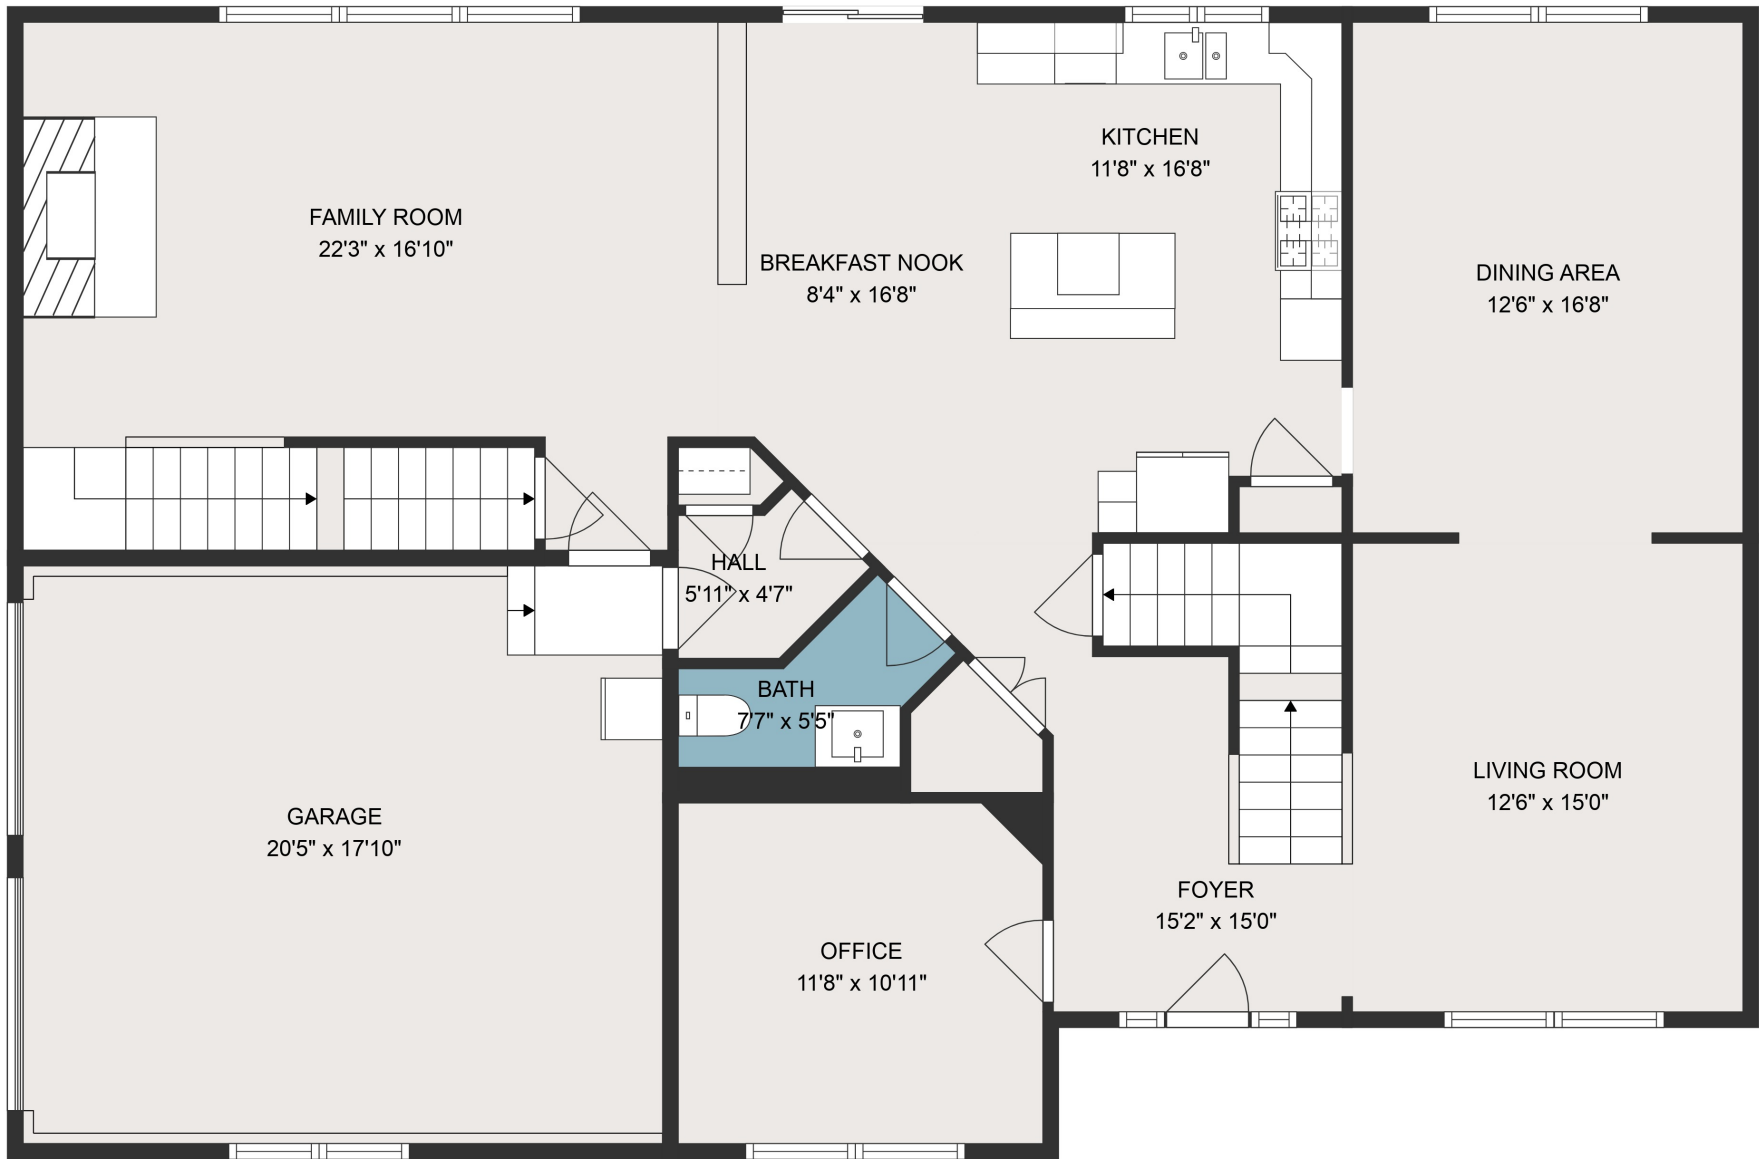 KITCHEN
11'8" x 16'8"
FAMILY ROOM
22'3" x 16'10"
BREAKFAST NOOK
8'4" x 16'8"
DINING AREA
12'6" x 16'8"
HALL
5'11" x 4'7"
BATH
7'7" x 5'5"
LIVING ROOM
12'6" x 15'0"
GARAGE
20'5" x 17'10"
FOYER
15'2" x 15'0"
OFFICE
11'8" x 10'11"